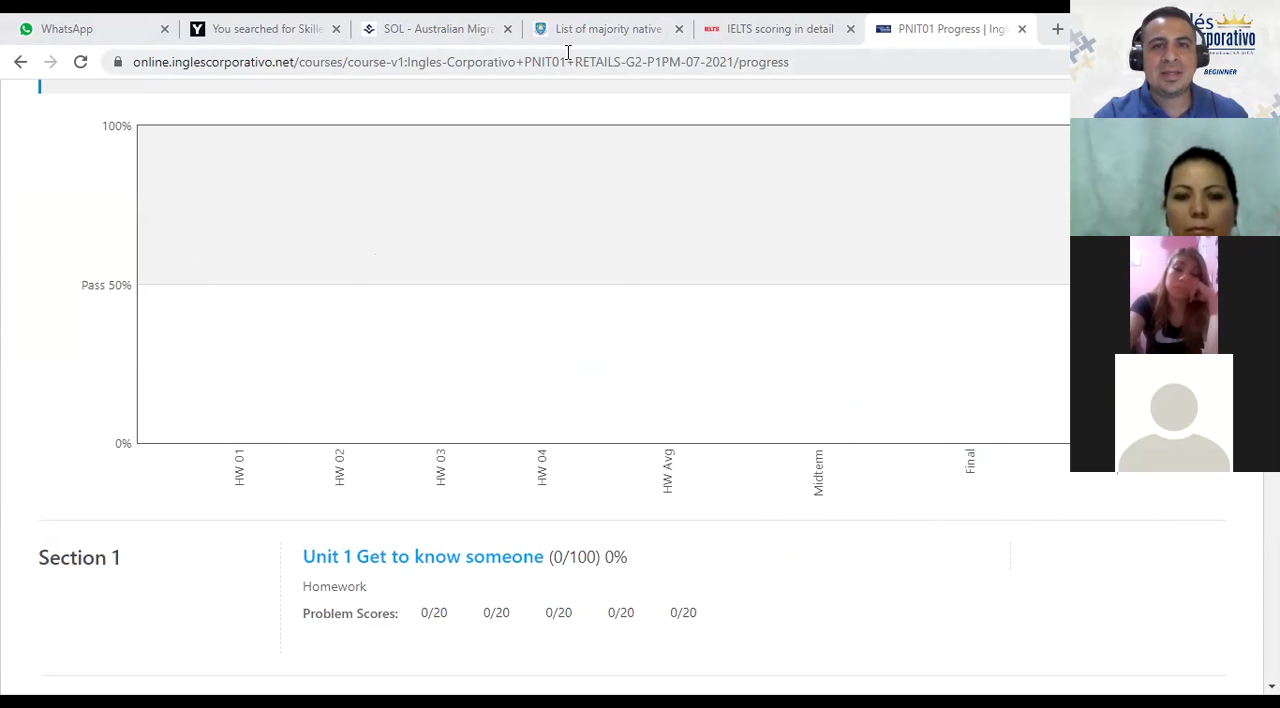 WhatsApp
You searched for Skille
SOL - Australian Migr
List of majority native
IELTS
IELTS scoring in detail
PNIT01 Progress | Ingl
online.inglescorporativo.net/courses/course-v1:Ingles-Corporativo+PNIT01+RETAILS-G2-P1PM-07-2021/progress
BEGINNER
100%
Pass 50%
0%
HW 01
HW 02
HW 03
HW 04
HW Avg
Midterm
Final
Section 1
Unit 1 Get to know someone (0/100) 0%
Homework
Problem Scores: 0/20 0/20 0/20 0/20 0/20